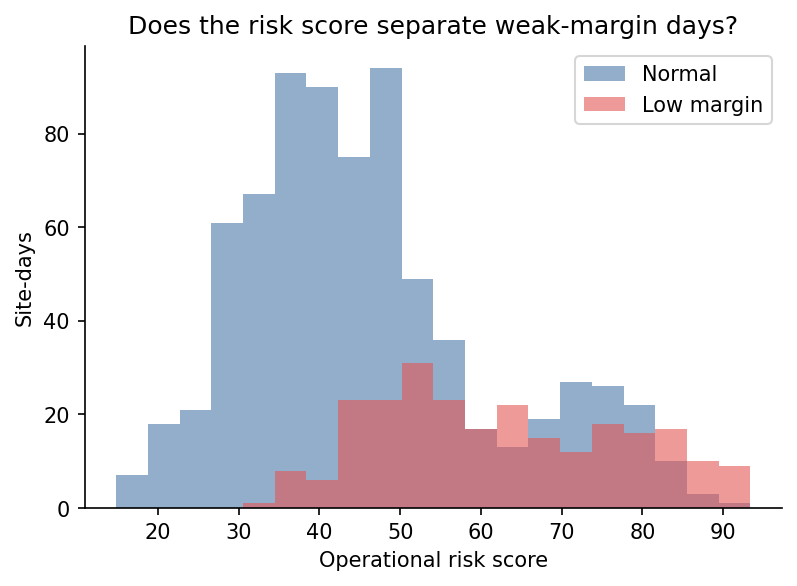 Does the risk score separate weak-margin days?
Normal
Low margin
Site-days
80
60
40
20
0
20 30 40 50 60 70 80 90
Operational risk score